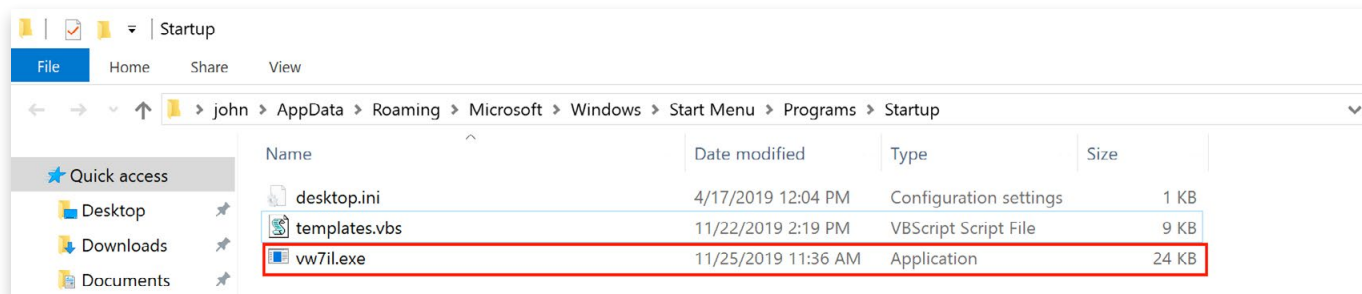 Startup
File Home Share View
john > AppData > Roaming > Microsoft > Windows > Start Menu > Programs > Startup
Name Date modified Type Size
Quick access
desktop.ini 4/17/2019 12:04 PM Configuration settings 1 KB
Desktop
templates.vbs 11/22/2019 2:19 PM VBScript Script File 9 KB
Downloads
vw7il.exe 11/25/2019 11:36 AM Application 24 KB
Documents